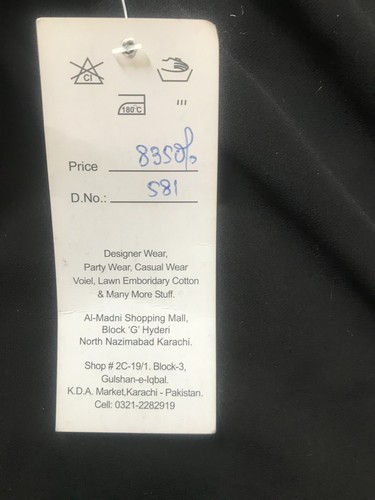 Cl
180°C
Price 8350/-
D.No.: 581
Designer Wear,
Party Wear, Casual Wear
Voiel, Lawn Emboridary Cotton
& Many More Stuff.
Al-Madni Shopping Mall,
Block 'G' Hyderi
North Nazimabad Karachi.
Shop # 2C-19/1. Block-3,
Gulshan-e-Iqbal.
K.D.A. Market,Karachi - Pakistan.
Cell: 0321-2282919